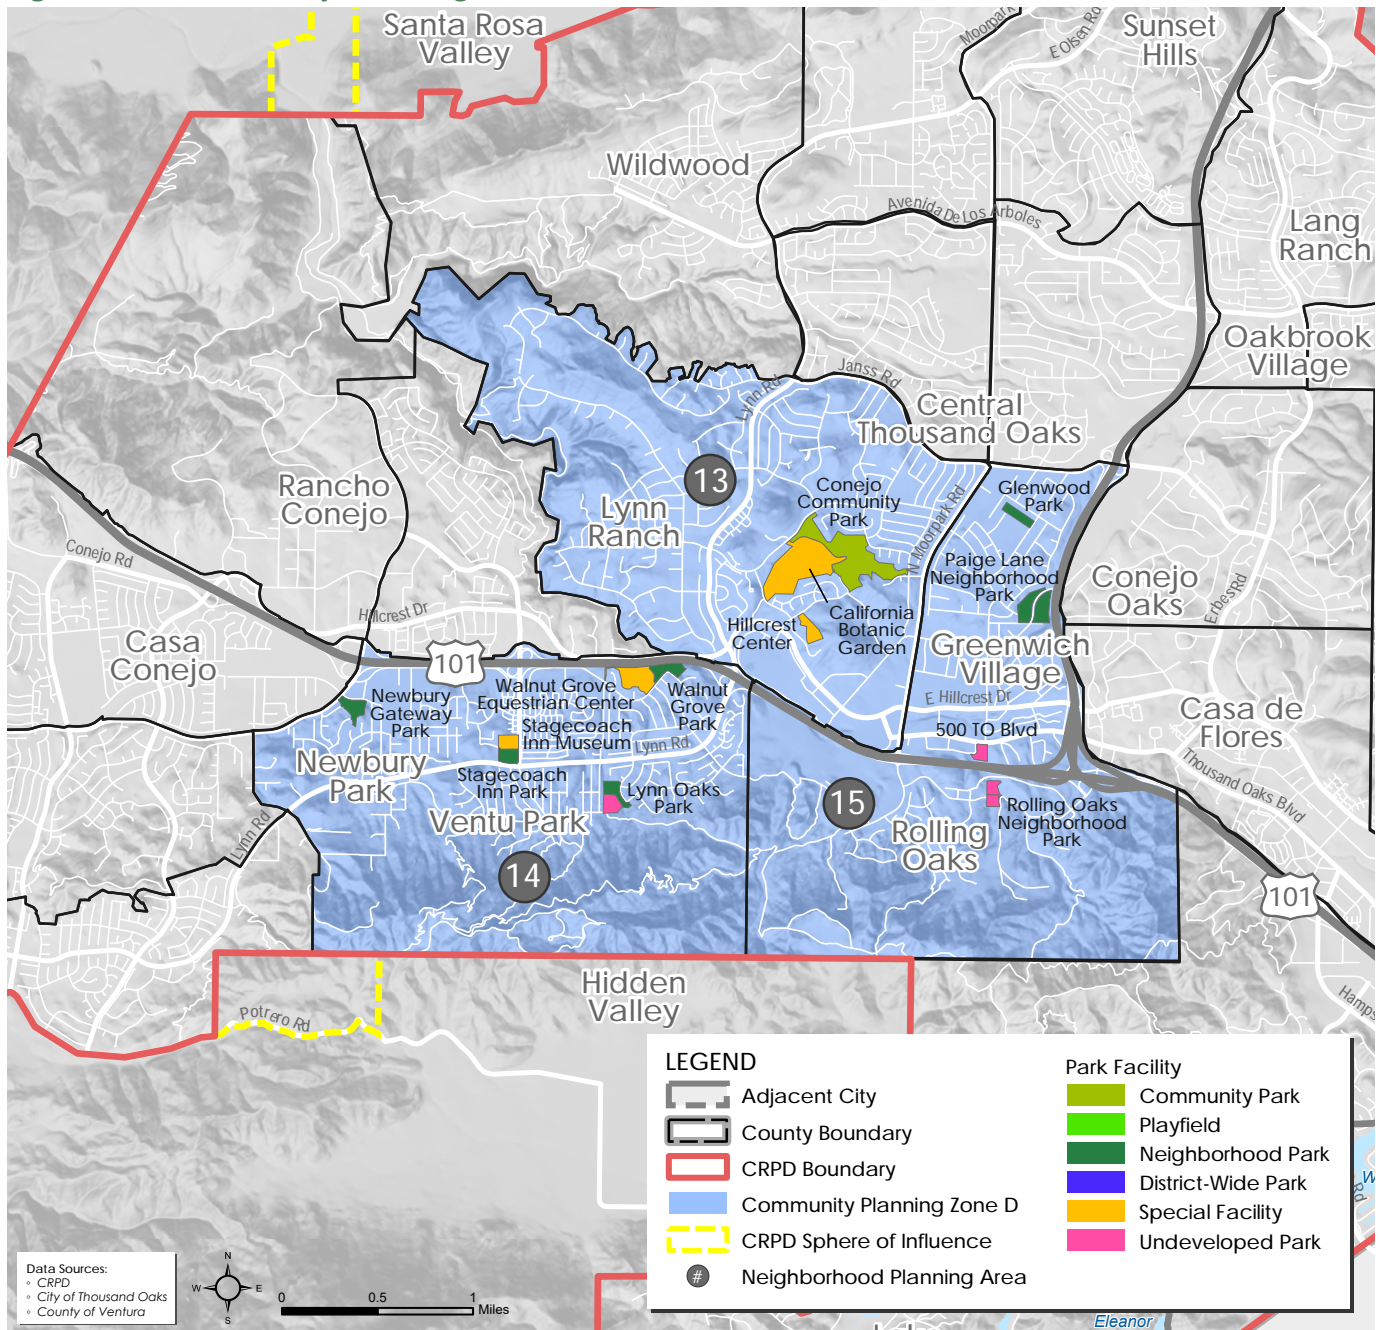 Santa Rosa
Valley
Moorpark
E Olsen Rd
Sunset
Hills
Wildwood
Avenida De Los Arboles
Lang
Ranch
Oakbrook
Village
Janss Rd
Lynn Rd
Central
Thousand Oaks
Rancho
Conejo
13
Lynn
Ranch
Conejo
Community
Park
N. Moorpark Rd
Glenwood
Park
Paige Lane
Neighborhood
Park
Conejo
Oaks
Erbes Rd
Conejo Rd
Hillcrest Dr
Casa
Conejo
Hillcrest
Center
California
Botanic
Garden
Greenwich
Village
101
Walnut Grove
Equestrian Center
Walnut
Grove
Park
Newbury
Gateway
Park
Stagecoach
Inn Museum
Lynn Rd
E Hillcrest Dr
500 TO Blvd
Casa de
Flores
Thousand Oaks Blvd
Newbury
Park
Stagecoach
Inn Park
Lynn Oaks
Park
Ventu Park
15
Rolling Oaks
Neighborhood
Park
Rolling
Oaks
Lynn Rd
14
101
Hidden
Valley
Potrero Rd
Hamps
LEGEND
Adjacent City
County Boundary
CRPD Boundary
Community Planning Zone D
CRPD Sphere of Influence
#
Neighborhood Planning Area
Park Facility
Community Park
Playfield
Neighborhood Park
District-Wide Park
Special Facility
Undeveloped Park
W
Rd
Data Sources:
◦ CRPD
◦ City of Thousand Oaks
◦ County of Ventura
N
W
E
S
0
0.5
1
Miles
Eleanor